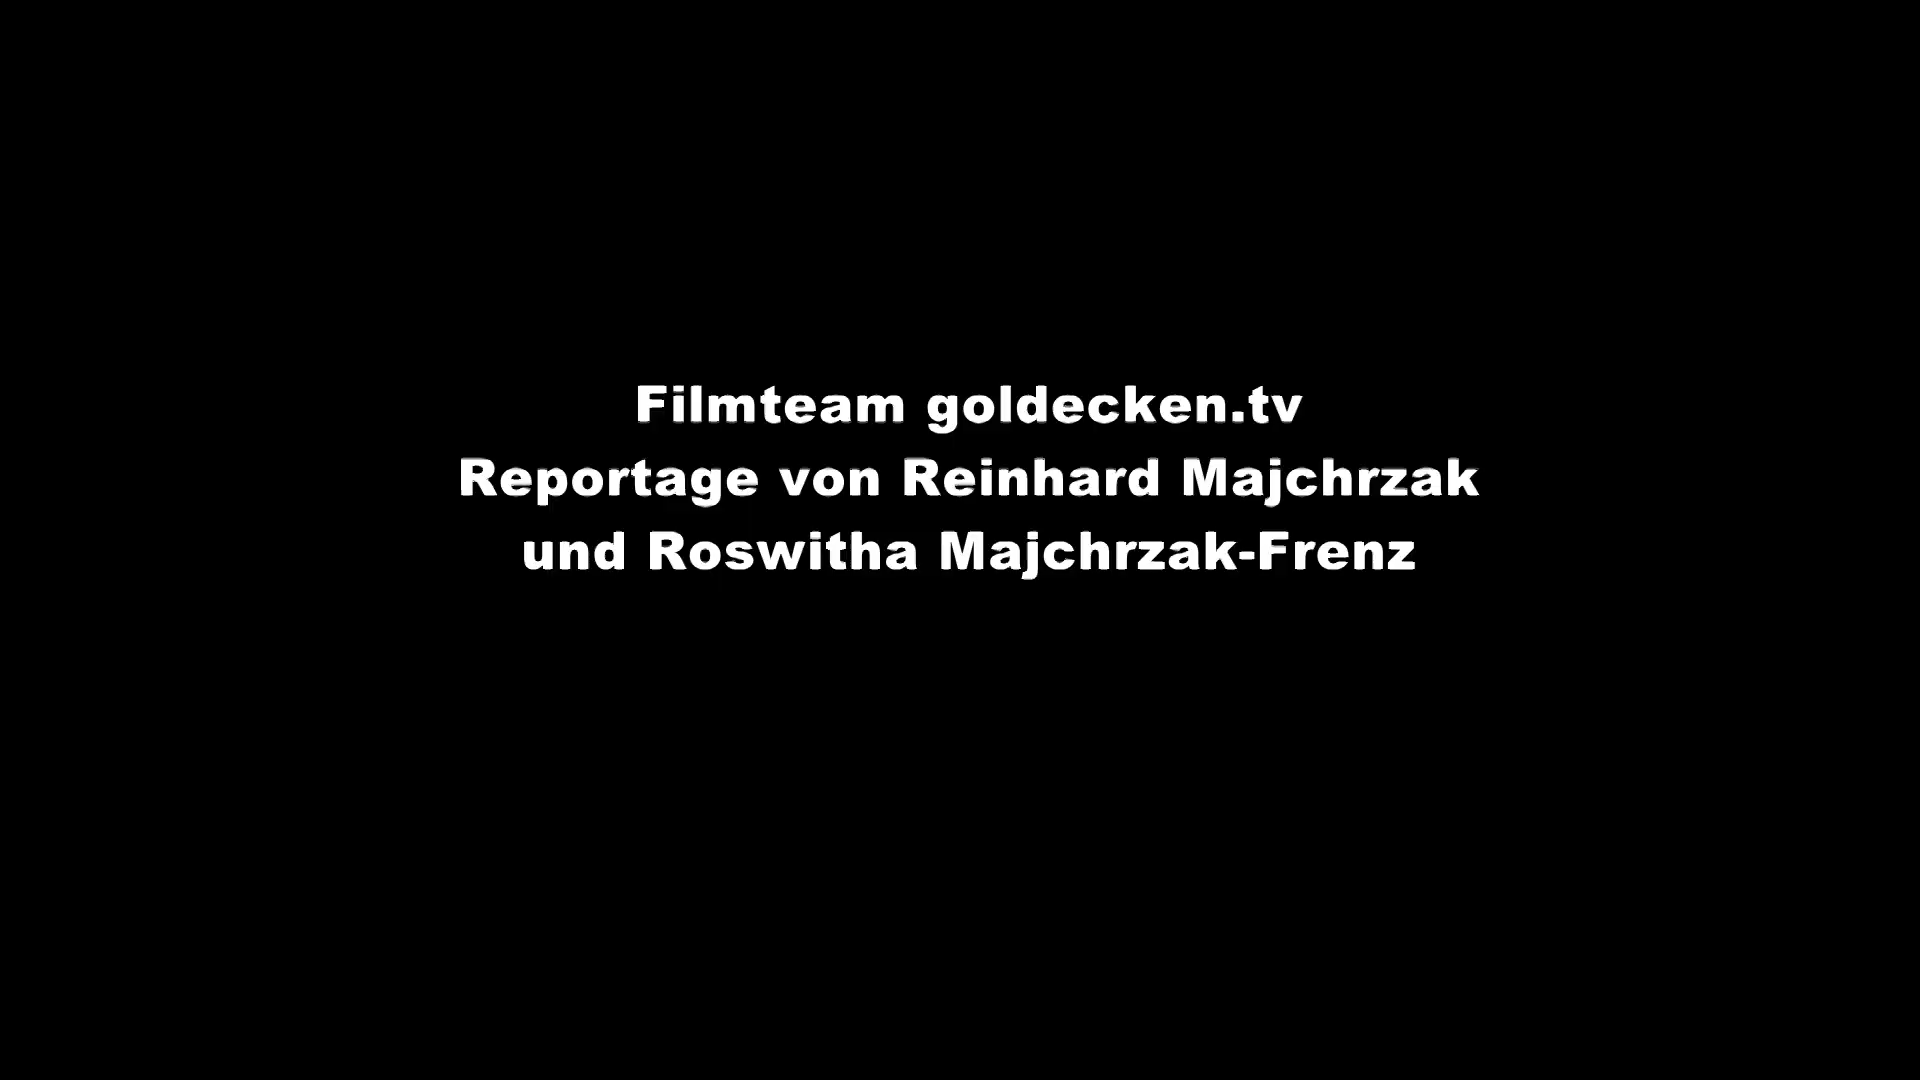 Filmteam goldecken.tv
Reportage von Reinhard Majchrzak
und Roswitha Majchrzak-Frenz